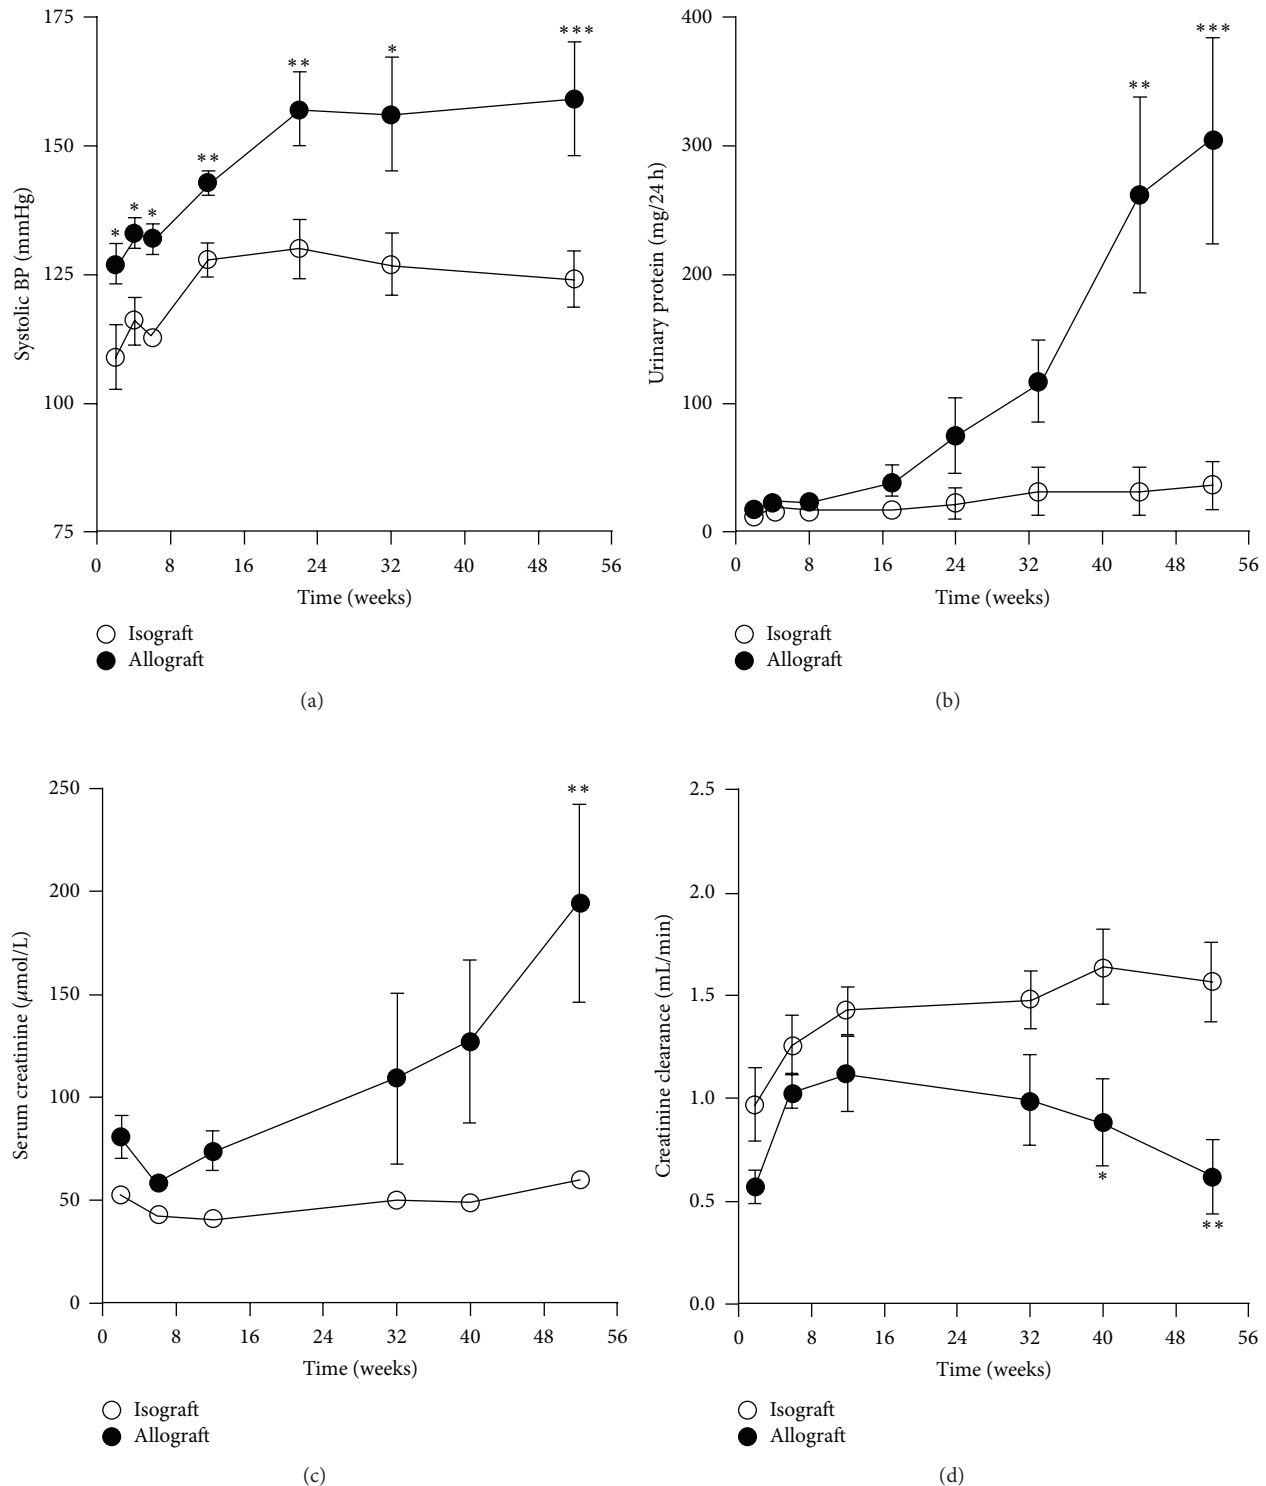 175
150
125
100
75
Systolic BP (mmHg)
*
*
*
**
**
*
***
0 8 16 24 32 40 48 56
Time (weeks)
Isograft
Allograft
(a)
400
300
200
100
0
Urinary protein (mg/24 h)
**
***
0 8 16 24 32 40 48 56
Time (weeks)
Isograft
Allograft
(b)
250
200
150
100
50
0
Serum creatinine (μmol/L)
**
0 8 16 24 32 40 48 56
Time (weeks)
Isograft
Allograft
(c)
2.5
2.0
1.5
1.0
0.5
0.0
Creatinine clearance (mL/min)
*
**
0 8 16 24 32 40 48 56
Time (weeks)
Isograft
Allograft
(d)